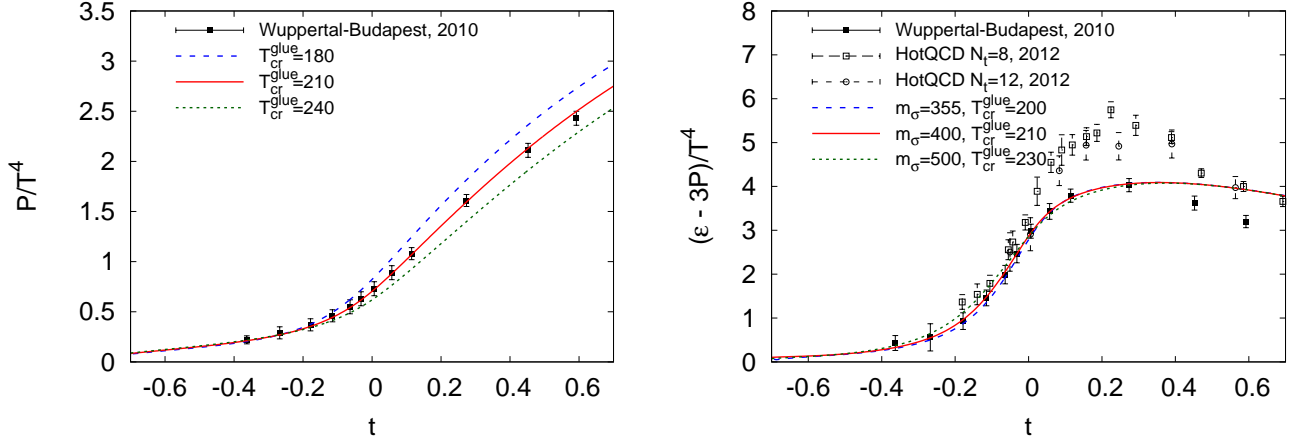 Wuppertal-Budapest, 2010
T_cr^glue=180
T_cr^glue=210
T_cr^glue=240
3.5
3
2.5
2
1.5
1
0.5
0
P/T^4
-0.6 -0.4 -0.2 0 0.2 0.4 0.6
t
Wuppertal-Budapest, 2010
HotQCD N_t=8, 2012
HotQCD N_t=12, 2012
m_σ=355, T_cr^glue=200
m_σ=400, T_cr^glue=210
m_σ=500, T_cr^glue=230
8
7
6
5
4
3
2
1
0
(ε - 3P)/T^4
-0.6 -0.4 -0.2 0 0.2 0.4 0.6
t